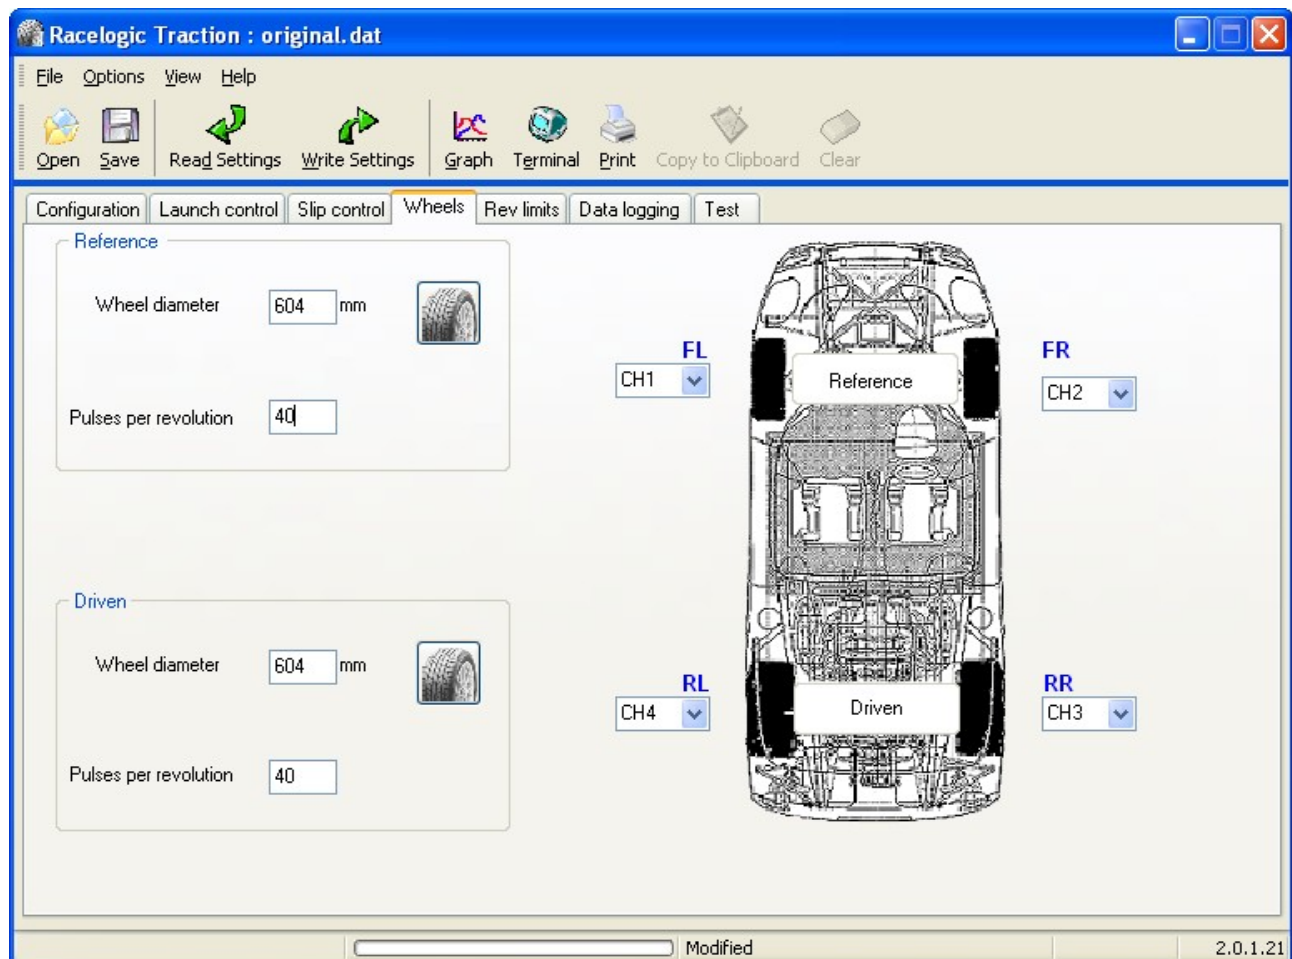 Racelogic Traction : original.dat
File Options View Help
Open Save Read Settings Write Settings Graph Terminal Print Copy to Clipboard Clear
Configuration Launch control Slip control Wheels Rev limits Data logging Test
Reference
Wheel diameter 604 mm
Pulses per revolution 40
FL
CH1
Reference
FR
CH2
Driven
Wheel diameter 604 mm
Pulses per revolution 40
RL
CH4
Driven
RR
CH3
Modified 2.0.1.21